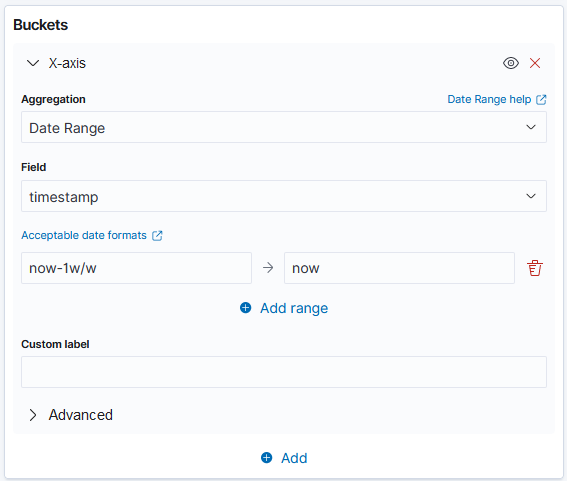 Buckets
X-axis
Aggregation
Date Range help
Date Range
Field
timestamp
Acceptable date formats
now-1w/w
now
Add range
Custom label
Advanced
Add